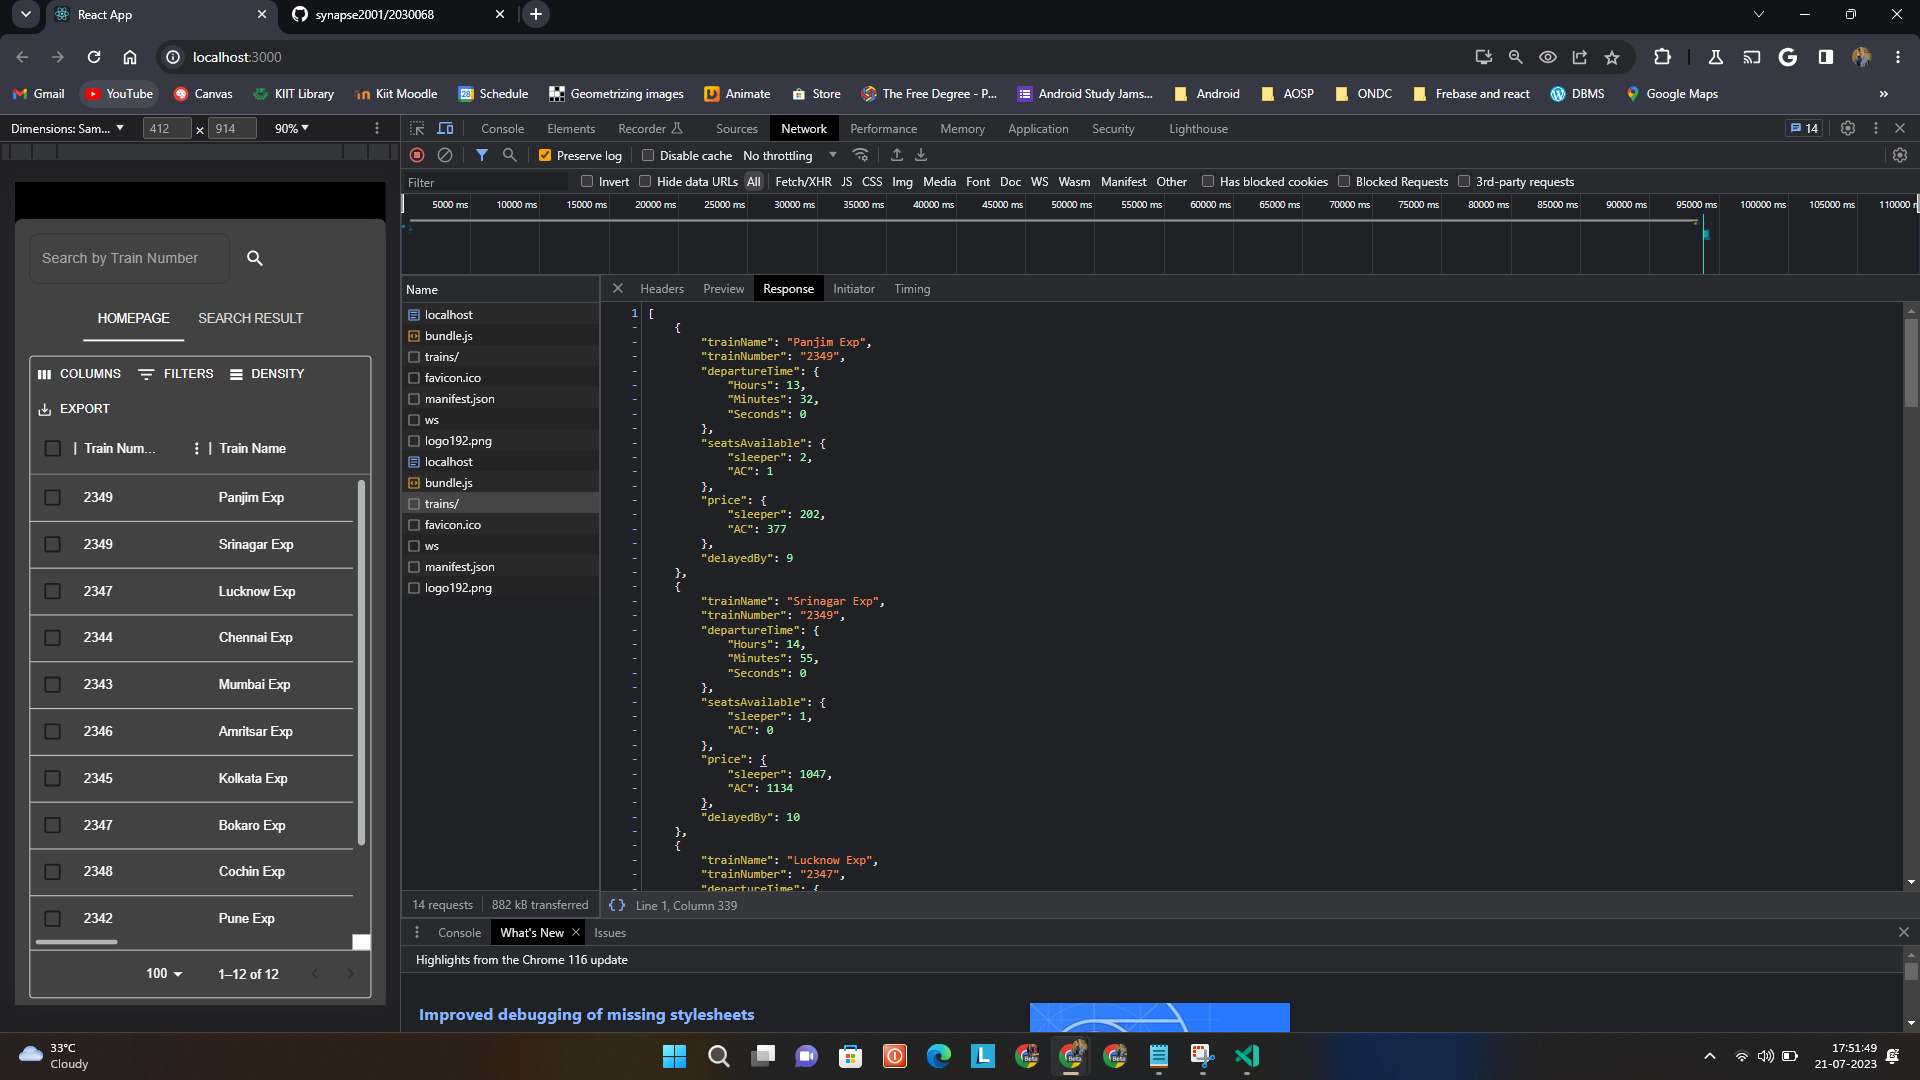 React App
synapse2001/2030068
localhost:3000
Gmail YouTube Canvas KIIT Library Kiit Moodle Schedule Geometrizing images Animate Store The Free Degree - P... Android Study Jams... Android AOSP ONDC Frebase and react DBMS Google Maps »
Dimensions: Sam... 412 × 914 90%
Console Elements Recorder Sources Network Performance Memory Application Security Lighthouse 14
Preserve log Disable cache No throttling
Filter Invert Hide data URLs All Fetch/XHR JS CSS Img Media Font Doc WS Wasm Manifest Other Has blocked cookies Blocked Requests 3rd-party requests
5000 ms 10000 ms 15000 ms 20000 ms 25000 ms 30000 ms 35000 ms 40000 ms 45000 ms 50000 ms 55000 ms 60000 ms 65000 ms 70000 ms 75000 ms 80000 ms 85000 ms 90000 ms 95000 ms 100000 ms 105000 ms 110000 m
Search by Train Number
HOMEPAGE SEARCH RESULT
COLUMNS FILTERS DENSITY
EXPORT
Train Num... Train Name
2349 Panjim Exp
2349 Srinagar Exp
2347 Lucknow Exp
2344 Chennai Exp
2343 Mumbai Exp
2346 Amritsar Exp
2345 Kolkata Exp
2347 Bokaro Exp
2348 Cochin Exp
2342 Pune Exp
100 1–12 of 12
Name
localhost
bundle.js
trains/
favicon.ico
manifest.json
ws
logo192.png
localhost
bundle.js
trains/
favicon.ico
ws
manifest.json
logo192.png
14 requests 882 kB transferred
Headers Preview Response Initiator Timing
1 [
- {
- "trainName": "Panjim Exp",
- "trainNumber": "2349",
- "departureTime": {
- "Hours": 13,
- "Minutes": 32,
- "Seconds": 0
- },
- "seatsAvailable": {
- "sleeper": 2,
- "AC": 1
- },
- "price": {
- "sleeper": 202,
- "AC": 377
- },
- "delayedBy": 9
- },
- {
- "trainName": "Srinagar Exp",
- "trainNumber": "2349",
- "departureTime": {
- "Hours": 14,
- "Minutes": 55,
- "Seconds": 0
- },
- "seatsAvailable": {
- "sleeper": 1,
- "AC": 0
- },
- "price": {
- "sleeper": 1047,
- "AC": 1134
- },
- "delayedBy": 10
- },
- {
- "trainName": "Lucknow Exp",
- "trainNumber": "2347",
- "departureTime": {
{} Line 1, Column 339
Console What's New Issues
Highlights from the Chrome 116 update
Improved debugging of missing stylesheets
33°C
Cloudy
Beta Beta Beta
17:51:49
21-07-2023